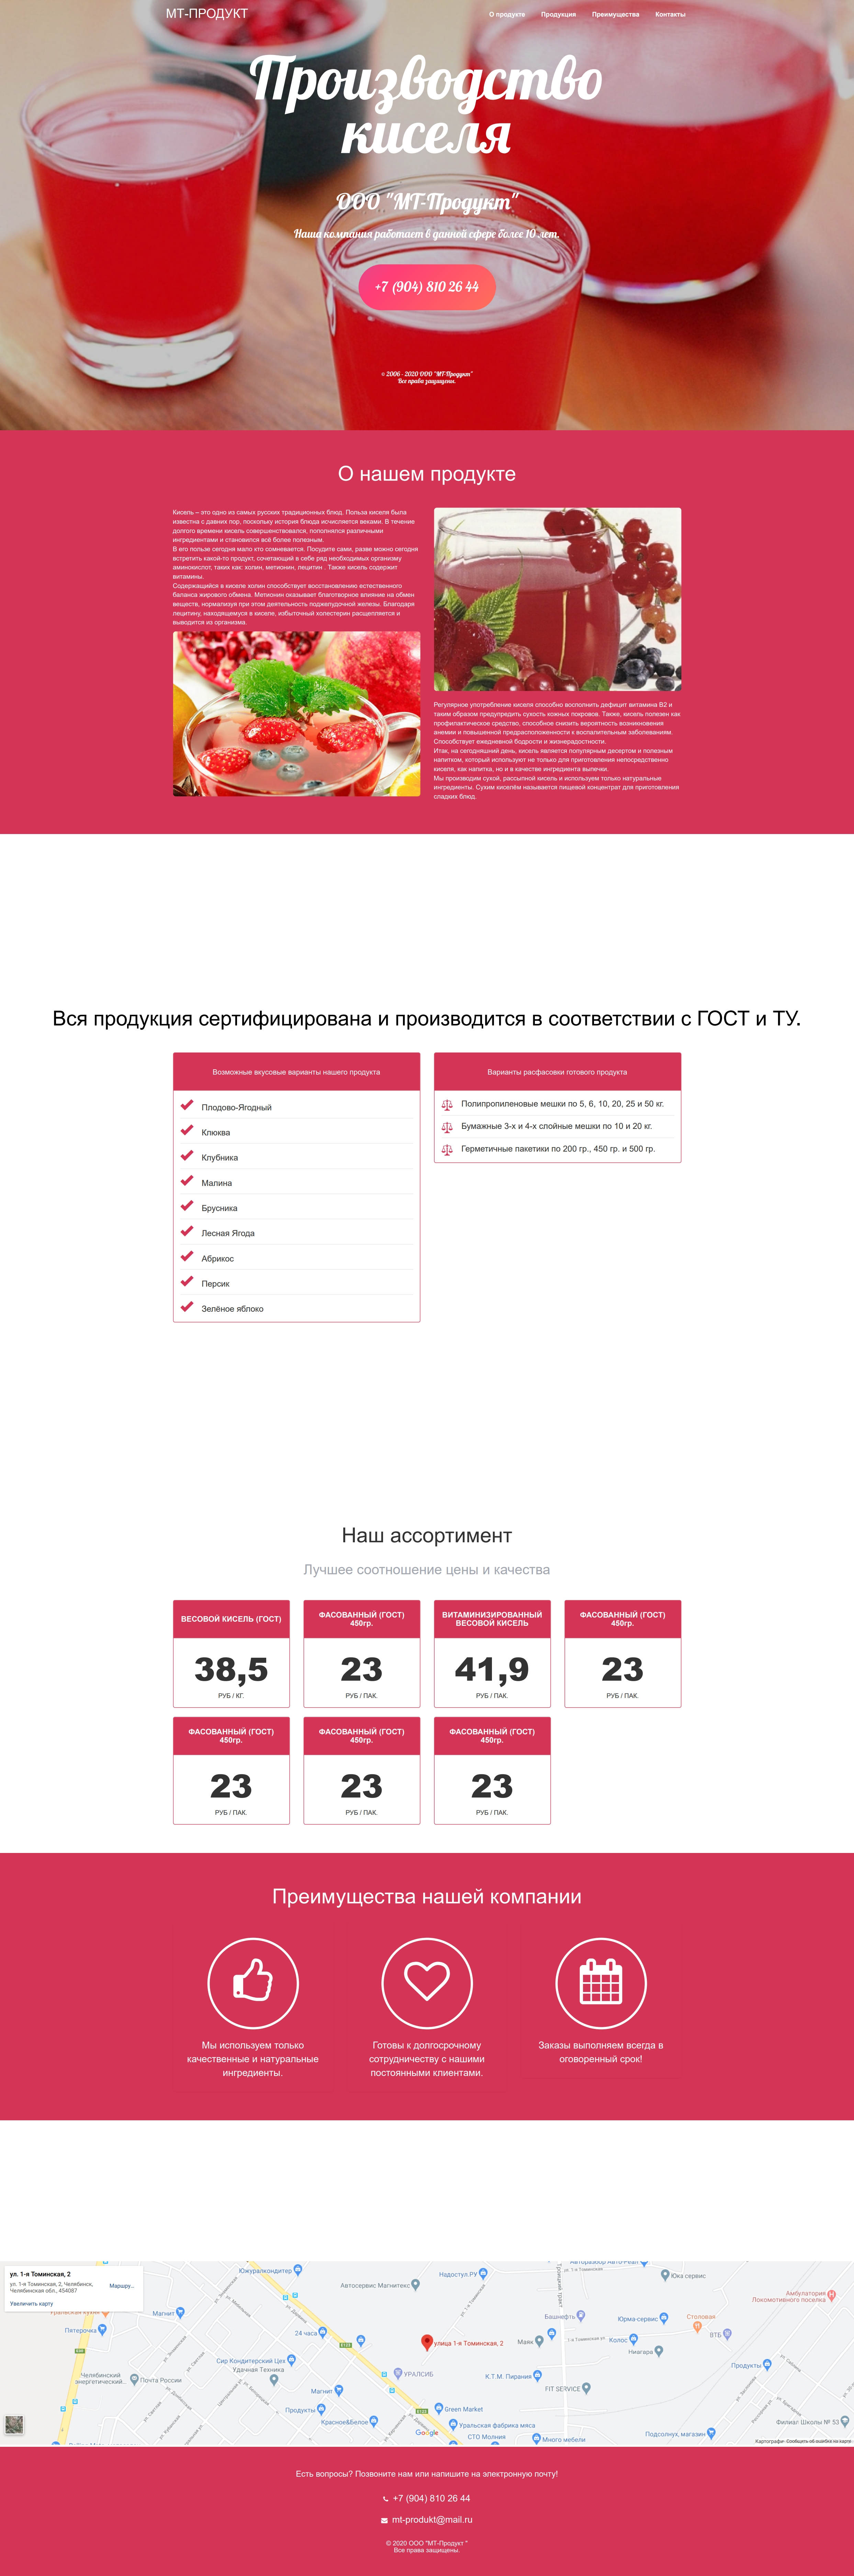 МТ-ПРОДУКТ
О продукте Продукция Преимущества Контакты
Производство
киселя
ООО "МТ-Продукт"
Наша компания работает в данной сфере более 10 лет.
+7 (904) 810 26 44
© 2006 - 2020 ООО "МТ-Продукт"
Все права защищены.
О нашем продукте
Кисель – это одно из самых русских традиционных блюд. Польза киселя была
известна с давних пор, поскольку история блюда исчисляется веками. В течение
долгого времени кисель совершенствовался, пополнялся различными
ингредиентами и становился всё более полезным.
В его пользе сегодня мало кто сомневается. Посудите сами, разве можно сегодня
встретить какой-то продукт, сочетающий в себе ряд необходимых организму
аминокислот, таких как: холин, метионин, лецитин . Также кисель содержит
витамины.
Содержащийся в киселе холин способствует восстановлению естественного
баланса жирового обмена. Метионин оказывает благотворное влияние на обмен
веществ, нормализуя при этом деятельность поджелудочной железы. Благодаря
лецитину, находящемуся в киселе, избыточный холестерин расщепляется и
выводится из организма.
Регулярное употребление киселя способно восполнить дефицит витамина B2 и
таким образом предупредить сухость кожных покровов. Также, кисель полезен как
профилактическое средство, способное снизить вероятность возникновения
анемии и повышенной предрасположенности к воспалительным заболеваниям.
Способствует ежедневной бодрости и жизнерадостности.
Итак, на сегодняшний день, кисель является популярным десертом и полезным
напитком, который используют не только для приготовления непосредственно
киселя, как напитка, но и в качестве ингредиента выпечки.
Мы производим сухой, рассыпной кисель и используем только натуральные
ингредиенты. Сухим киселём называется пищевой концентрат для приготовления
сладких блюд.
Вся продукция сертифицирована и производится в соответствии с ГОСТ и ТУ.
Возможные вкусовые варианты нашего продукта
Плодово-Ягодный
Клюква
Клубника
Малина
Брусника
Лесная Ягода
Абрикос
Персик
Зелёное яблоко
Варианты расфасовки готового продукта
Полипропиленовые мешки по 5, 6, 10, 20, 25 и 50 кг.
Бумажные 3-х и 4-х слойные мешки по 10 и 20 кг.
Герметичные пакетики по 200 гр., 450 гр. и 500 гр.
Наш ассортимент
Лучшее соотношение цены и качества
ВЕСОВОЙ КИСЕЛЬ (ГОСТ)
38,5
РУБ / КГ.
ФАСОВАННЫЙ (ГОСТ)
450гр.
23
РУБ / ПАК.
ВИТАМИНИЗИРОВАННЫЙ
ВЕСОВОЙ КИСЕЛЬ
41,9
РУБ / ПАК.
ФАСОВАННЫЙ (ГОСТ)
450гр.
23
РУБ / ПАК.
ФАСОВАННЫЙ (ГОСТ)
450гр.
23
РУБ / ПАК.
ФАСОВАННЫЙ (ГОСТ)
450гр.
23
РУБ / ПАК.
ФАСОВАННЫЙ (ГОСТ)
450гр.
23
РУБ / ПАК.
Преимущества нашей компании
Мы используем только
качественные и натуральные
ингредиенты.
Готовы к долгосрочному
сотрудничеству с нашими
постоянными клиентами.
Заказы выполняем всегда в
оговоренный срок!
ул. 1-я Томинская, 2
ул. 1-я Томинская, 2, Челябинск,
Челябинская обл., 454087
Маршру...
Увеличить карту
Южуралкондитер
Надостул.РУ
Юка сервис
Автосервис Магнитекс
Амбулатория
Локомотивного поселка
Магнит
Башнефть
Юрма-сервис
Столовая
Пятерочка
24 часа
улица 1-я Томинская, 2
Маяк
Колос
9ТБ
Ниагара
Сир Кондитерский Цех
Удачная Техника
Челябинский
энергетический...
Почта России
УРАЛСИБ
К.Т.М. Пирания
Продукты
Магнит
FIT SERVICE
Продукты
Green Market
Красное&Белое
Уральская фабрика мяса
Филиал Школы № 53
Google
СТО Молния
Много мебели
Подсолнух, магазин
Сообщить об ошибке на карте
Есть вопросы? Позвоните нам или напишите на электронную почту!
+7 (904) 810 26 44
mt-produkt@mail.ru
© 2020 ООО "МТ-Продукт "
Все права защищены.